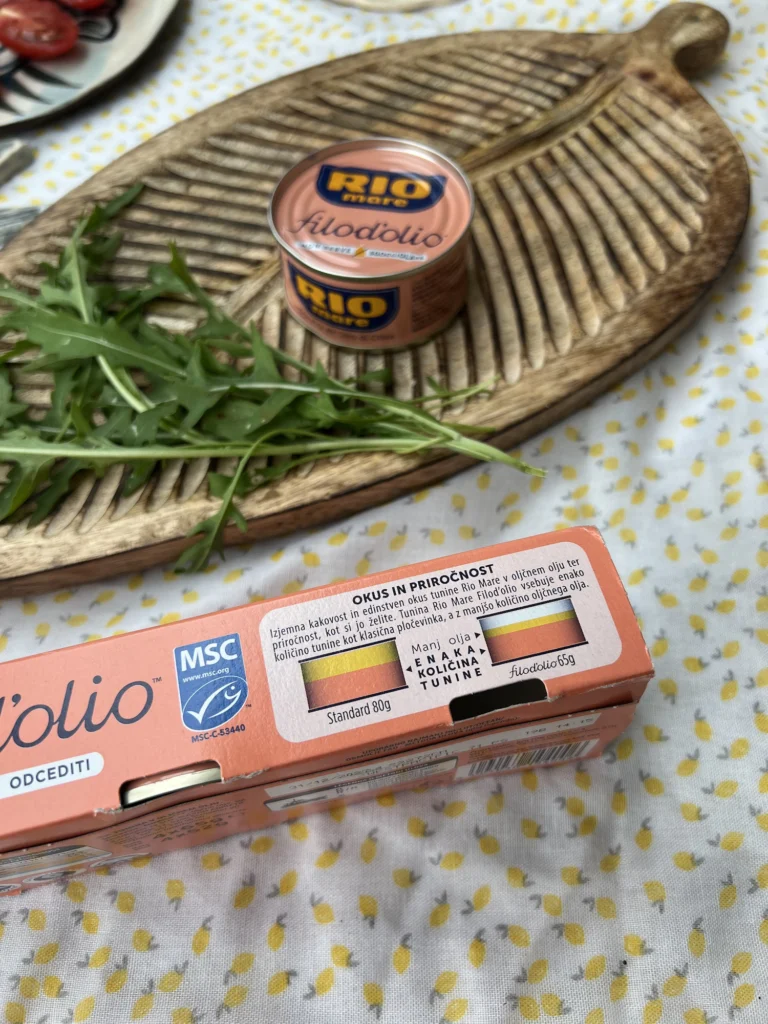 RIO
mare
filod'olio
RIO
mare
OKUS IN PRIROČNOST
Izjemna kakovost in edinstven okus tunine Rio Mare v oljčnem olju ter
priročnost, kot si jo želite. Tunina Rio Mare Filod'olio vsebuje enako
količino tunine kot klasična pločevinka, a z manjšo količino oljčnega olja.
Manj olja
ENAKA
KOLIČINA
TUNINE
Standard 80g
filod'olio 65g
MSC
www.msc.org
TM
MSC-C-53440
d'olio™
ODCEDITI